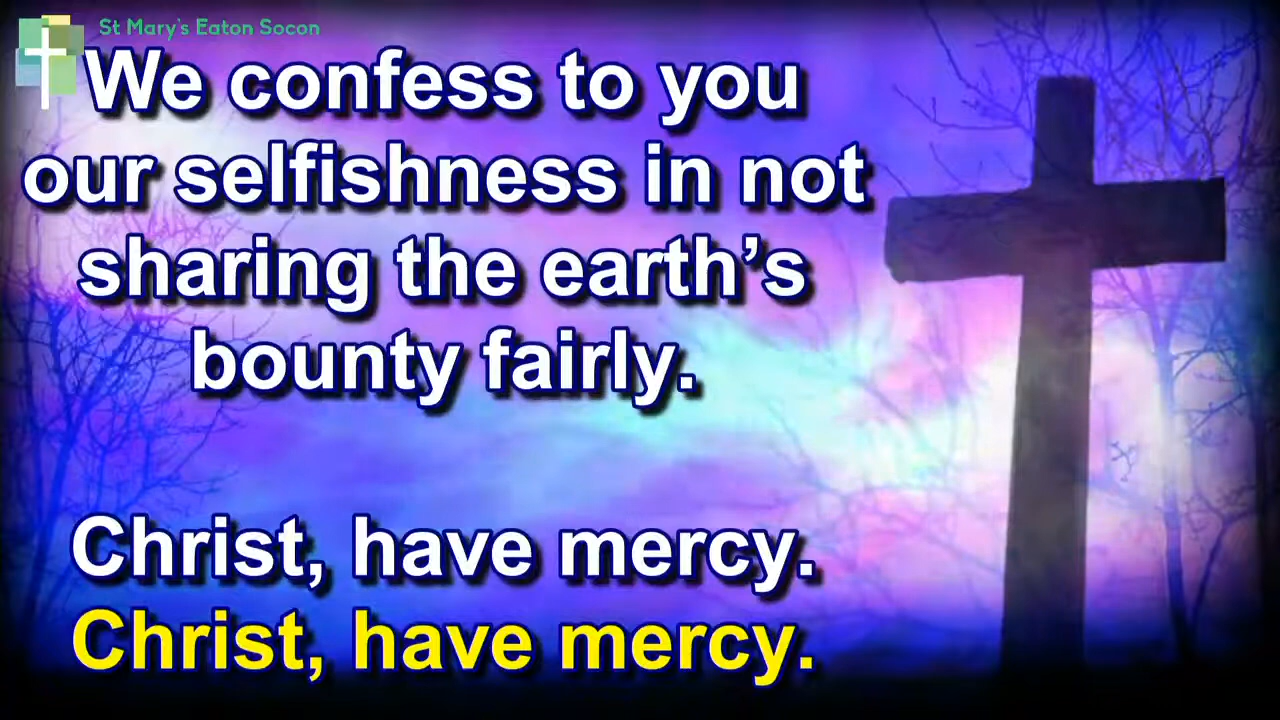 St Mary's Eaton Socon
We confess to you
our selfishness in not
sharing the earth’s
bounty fairly.
Christ, have mercy.
Christ, have mercy.